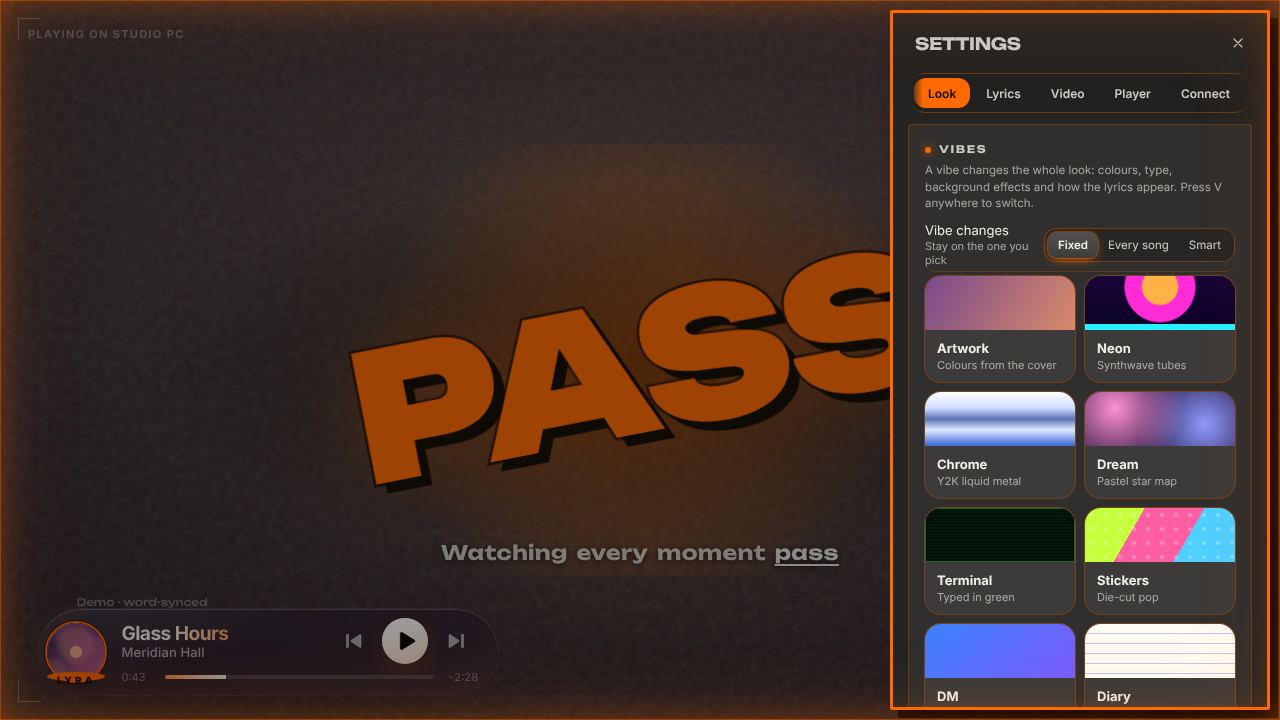 PLAYING ON STUDIO PC
SETTINGS
Look
Lyrics
Video
Player
Connect
VIBES
A vibe changes the whole look: colours, type,
background effects and how the lyrics appear. Press V
anywhere to switch.
Vibe changes
Stay on the one you
pick
Fixed
Every song
Smart
Artwork
Colours from the cover
Neon
Synthwave tubes
Chrome
Y2K liquid metal
Dream
Pastel star map
Terminal
Typed in green
Stickers
Die-cut pop
DM
Diary
PASS
Watching every moment pass
Demo · word-synced
Glass Hours
Meridian Hall
LYRA
0:43
-2:28